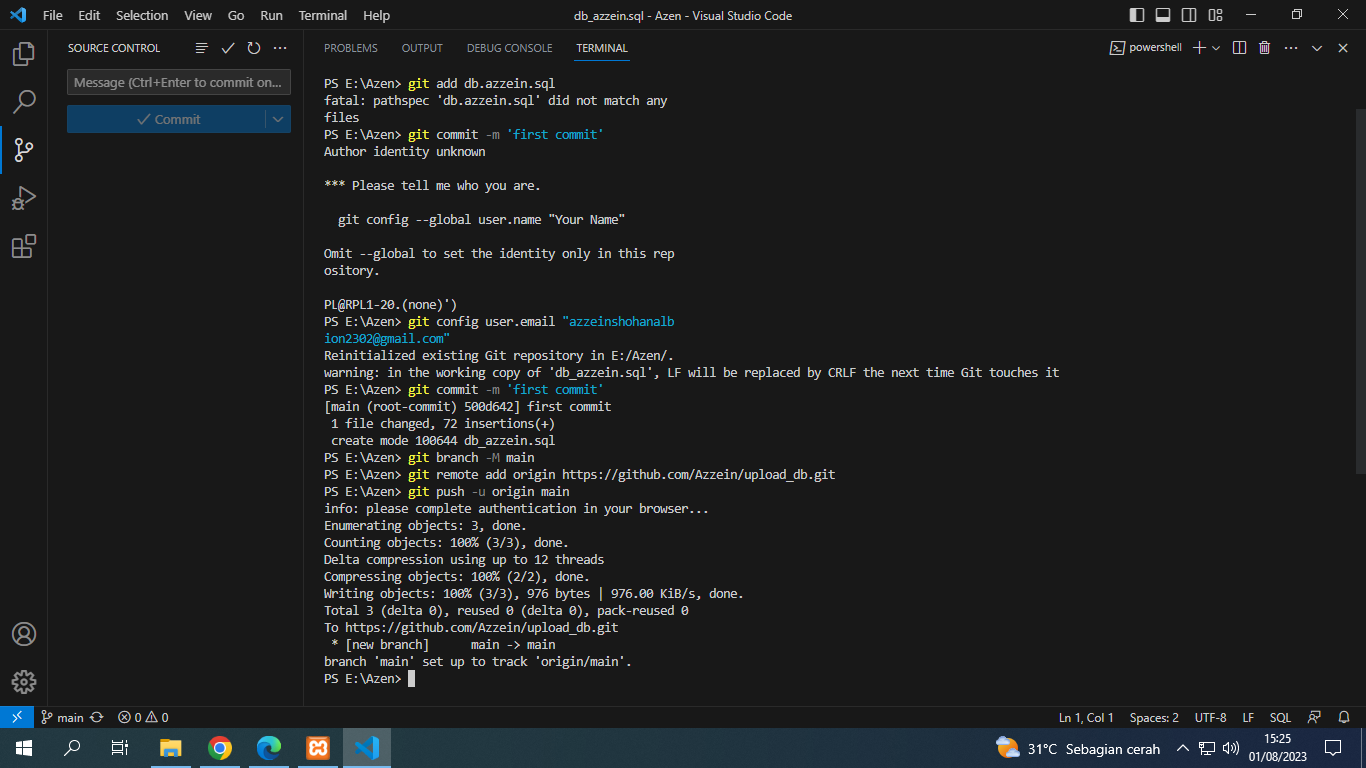 File Edit Selection View Go Run Terminal Help db_azzein.sql - Azen - Visual Studio Code
SOURCE CONTROL
Message (Ctrl+Enter to commit on...
Commit
PROBLEMS OUTPUT DEBUG CONSOLE TERMINAL
powershell
PS E:\Azen> git add db.azzein.sql
fatal: pathspec 'db.azzein.sql' did not match any
files
PS E:\Azen> git commit -m 'first commit'
Author identity unknown
*** Please tell me who you are.
git config --global user.name "Your Name"
Omit --global to set the identity only in this rep
ository.
PL@RPL1-20.(none)')
PS E:\Azen> git config user.email "azzeinshohanalb
ion2302@gmail.com"
Reinitialized existing Git repository in E:/Azen/.
warning: in the working copy of 'db_azzein.sql', LF will be replaced by CRLF the next time Git touches it
PS E:\Azen> git commit -m 'first commit'
[main (root-commit) 500d642] first commit
1 file changed, 72 insertions(+)
create mode 100644 db_azzein.sql
PS E:\Azen> git branch -M main
PS E:\Azen> git remote add origin https://github.com/Azzein/upload_db.git
PS E:\Azen> git push -u origin main
info: please complete authentication in your browser...
Enumerating objects: 3, done.
Counting objects: 100% (3/3), done.
Delta compression using up to 12 threads
Compressing objects: 100% (2/2), done.
Writing objects: 100% (3/3), 976 bytes | 976.00 KiB/s, done.
Total 3 (delta 0), reused 0 (delta 0), pack-reused 0
To https://github.com/Azzein/upload_db.git
* [new branch] main -> main
branch 'main' set up to track 'origin/main'.
PS E:\Azen>
main 0 0 Ln 1, Col 1 Spaces: 2 UTF-8 LF SQL
31°C Sebagian cerah
15:25
01/08/2023